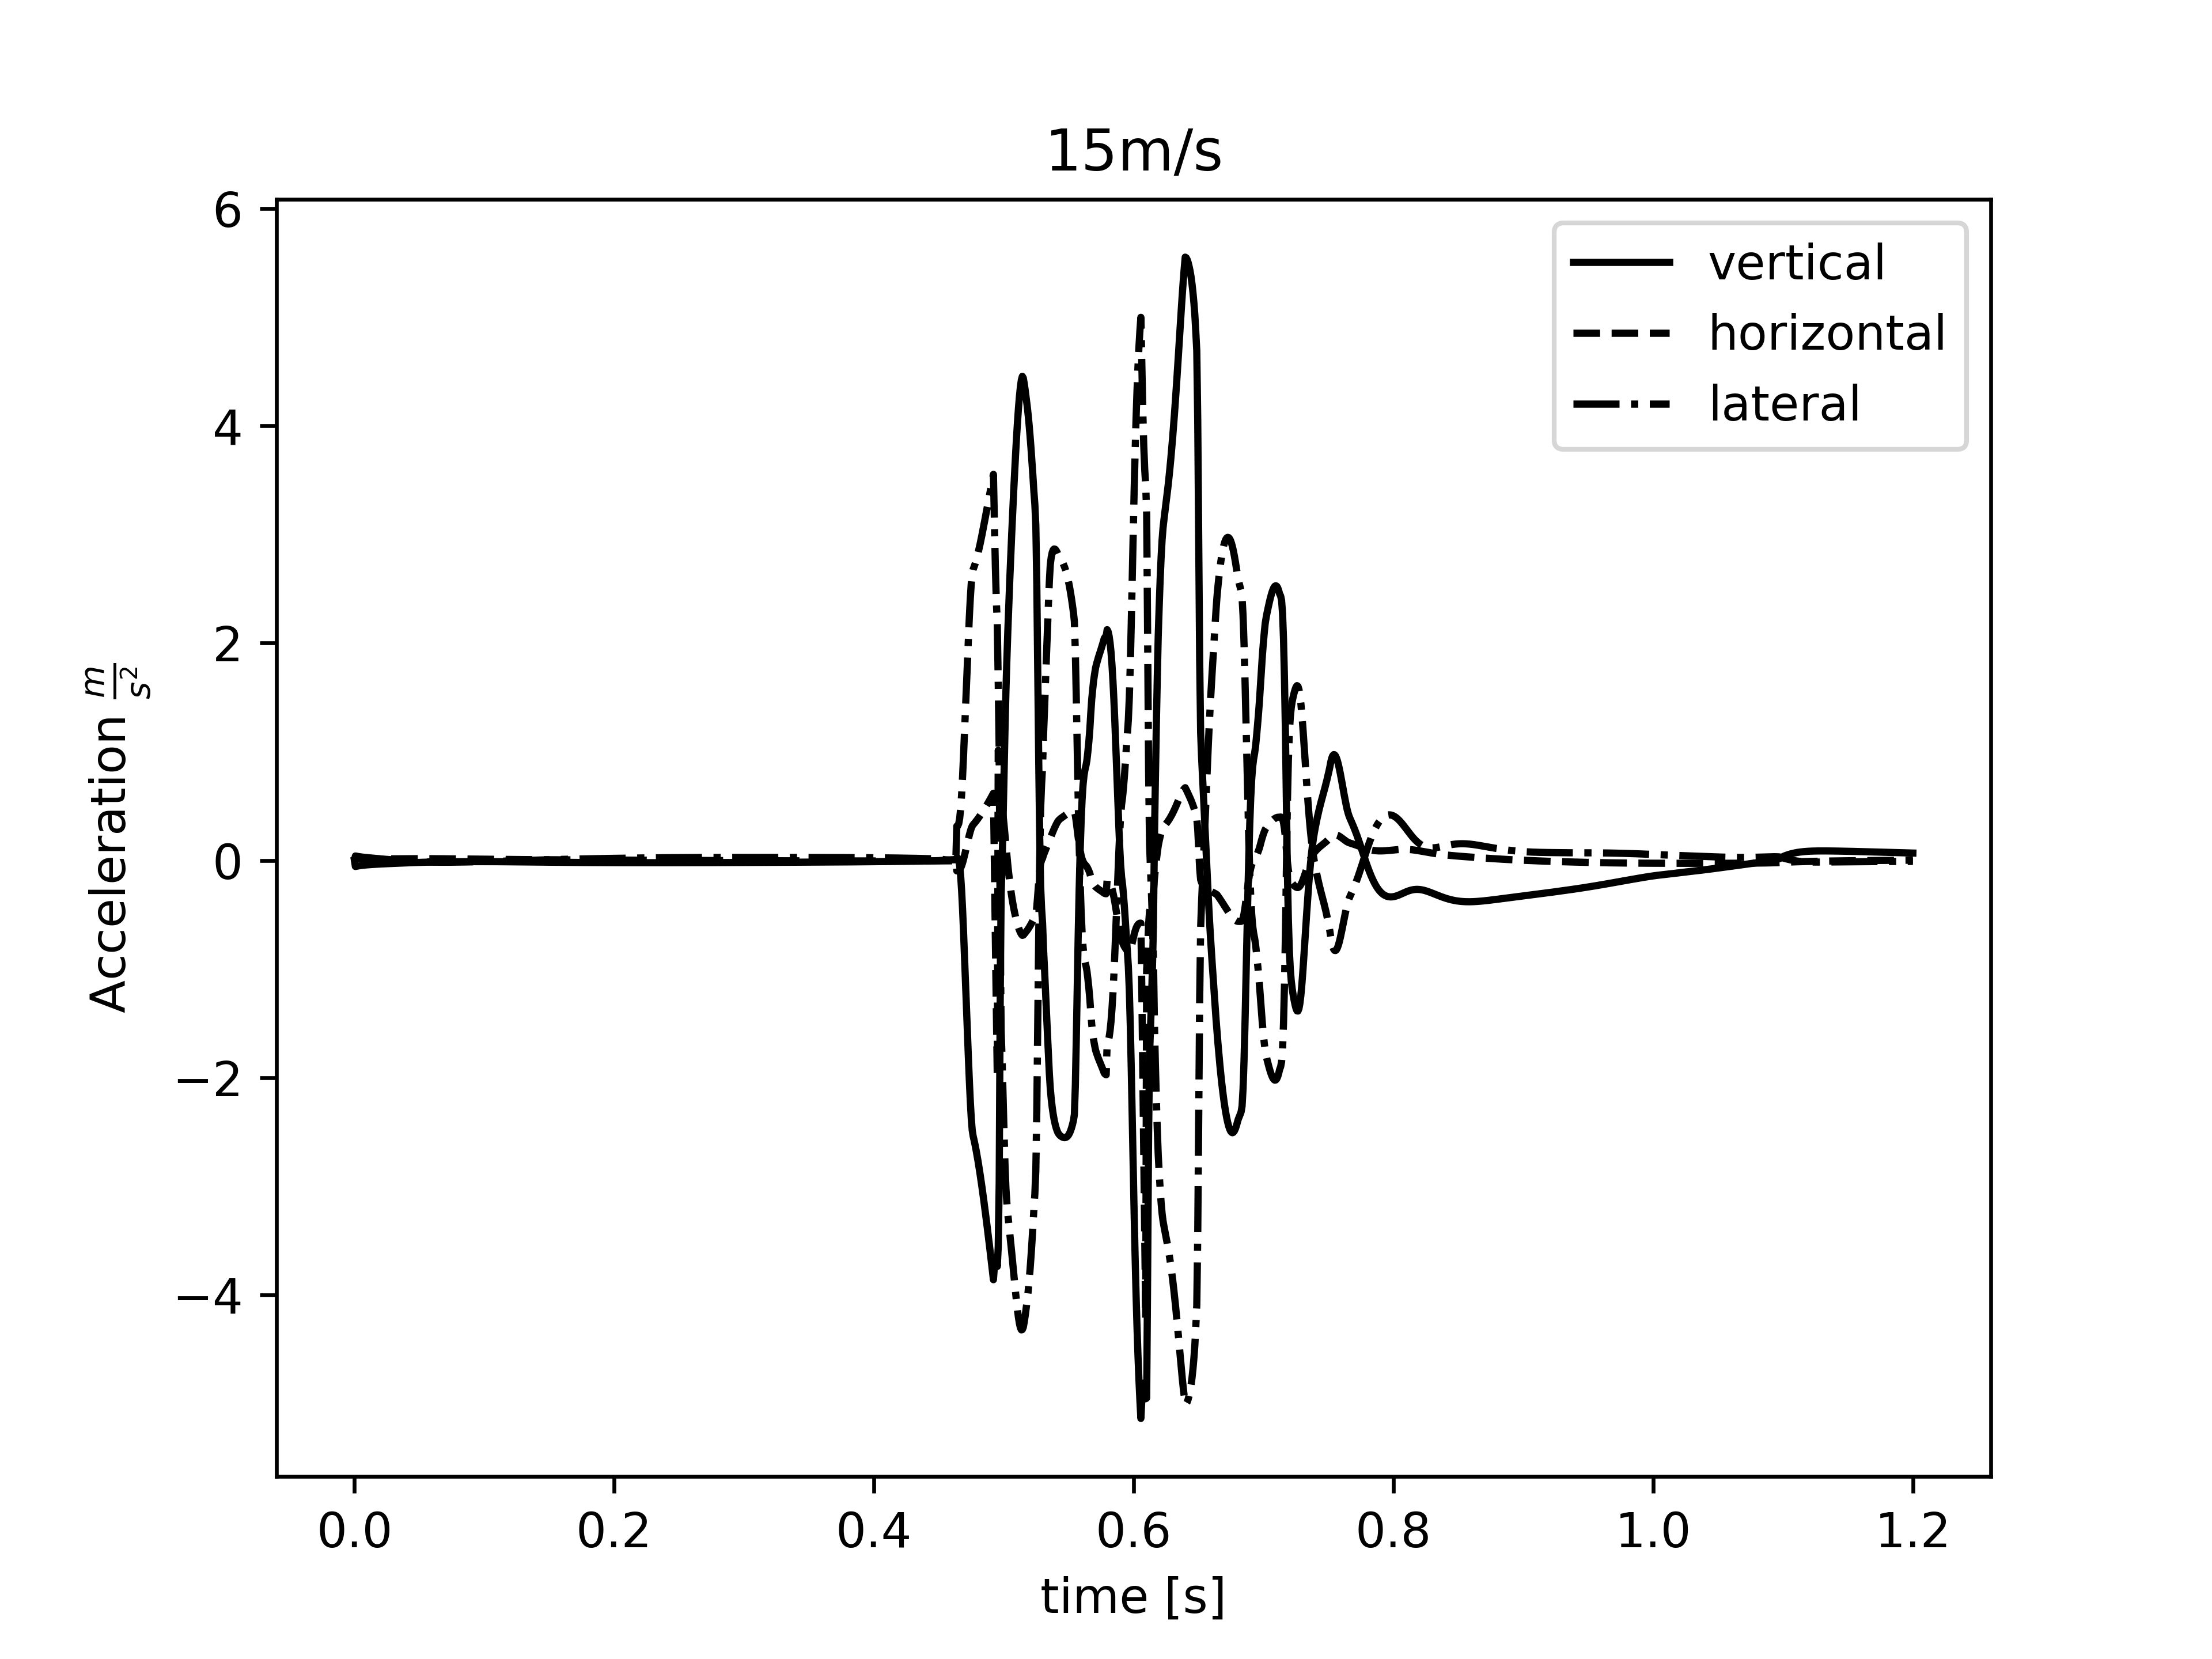 15m/s
6
4
2
0
−2
−4
Acceleration m/s²
vertical
horizontal
lateral
0.0 0.2 0.4 0.6 0.8 1.0 1.2
time [s]